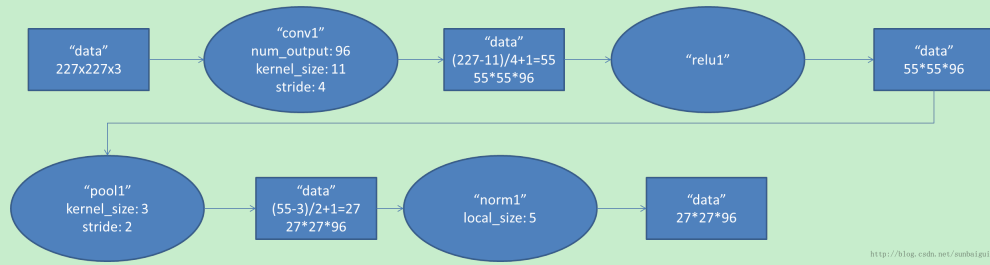 “data”
227x227x3
“conv1”
num_output: 96
kernel_size: 11
stride: 4
“data”
(227-11)/4+1=55
55*55*96
“relu1”
“data”
55*55*96
“pool1”
kernel_size: 3
stride: 2
“data”
(55-3)/2+1=27
27*27*96
“norm1”
local_size: 5
“data”
27*27*96
http://blog.csdn.net/sunbaigui